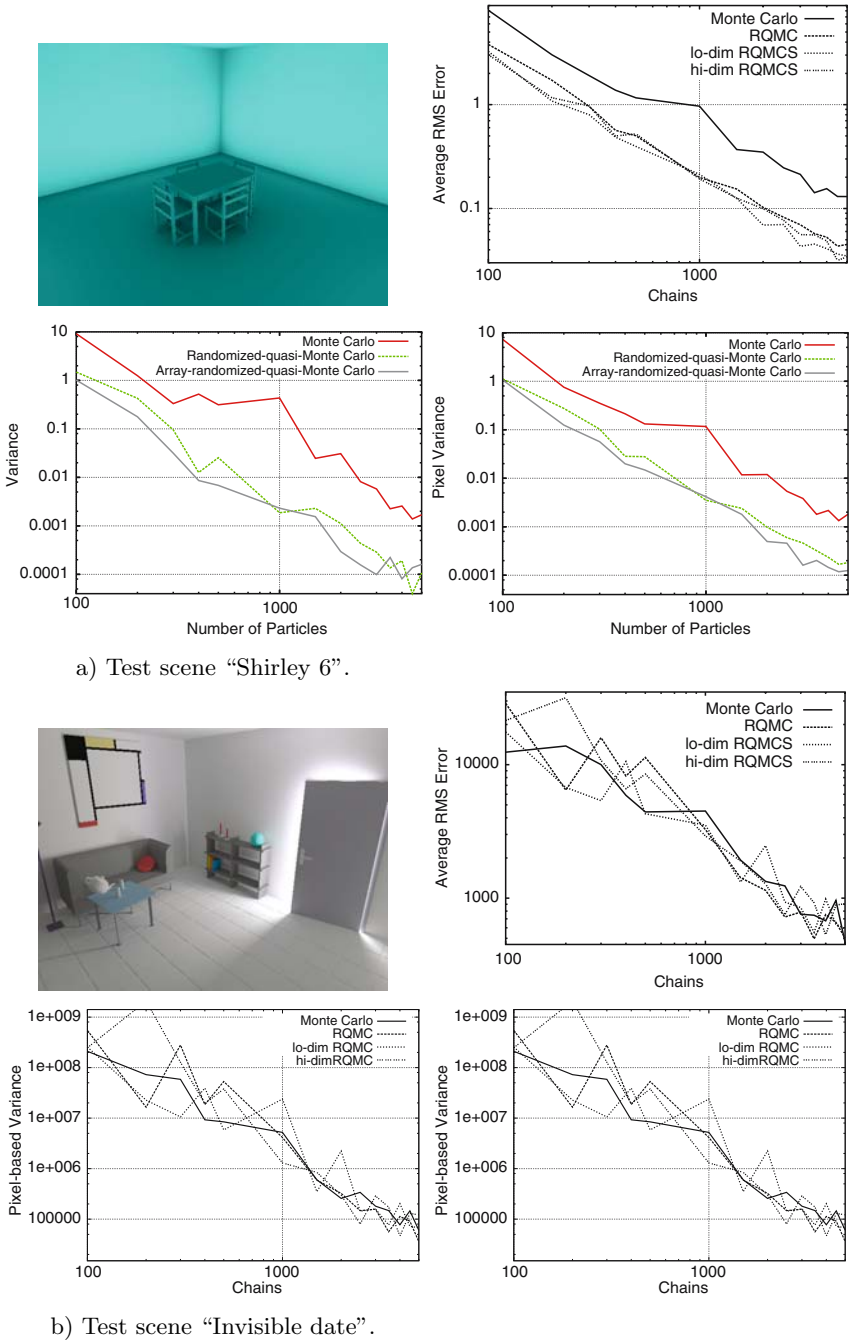 Monte Carlo
RQMC
lo-dim RQMCS
hi-dim RQMCS
Average RMS Error
1
0.1
100
1000
Chains
10
1
0.1
0.01
0.001
0.0001
Variance
Monte Carlo
Randomized-quasi-Monte Carlo
Array-randomized-quasi-Monte Carlo
100
1000
Number of Particles
10
1
0.1
0.01
0.001
0.0001
Pixel Variance
Monte Carlo
Randomized-quasi-Monte Carlo
Array-randomized-quasi-Monte Carlo
100
1000
Number of Particles
a) Test scene “Shirley 6”.
Monte Carlo
RQMC
lo-dim RQMCS
hi-dim RQMCS
Average RMS Error
10000
1000
100
1000
Chains
1e+009
1e+008
1e+007
1e+006
100000
Pixel-based Variance
Monte Carlo
RQMC
lo-dim RQMC
hi-dimRQMC
100
1000
Chains
1e+009
1e+008
1e+007
1e+006
100000
Pixel-based Variance
Monte Carlo
RQMC
lo-dim RQMC
hi-dimRQMC
100
1000
Chains
b) Test scene “Invisible date”.